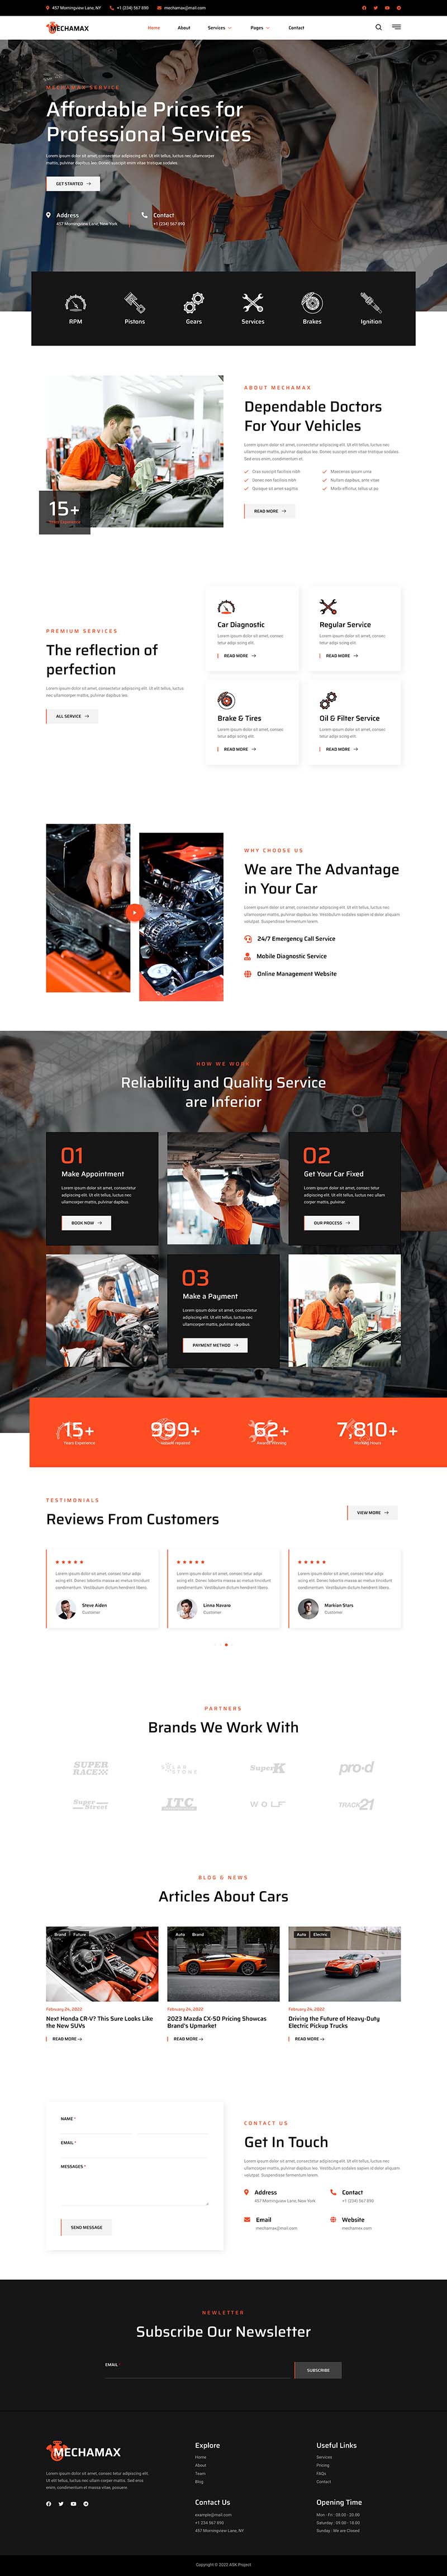 457 Morningview Lane, NY
+1 (234) 567 890
mechamax@mail.com
MECHAMAX
Home
About
Services
Pages
Contact
MECHAMAX SERVICE
Affordable Prices for
Professional Services
Lorem ipsum dolor sit amet, consectetur adipiscing elit. Ut elit tellus, luctus nec ullamcorper
mattis, pulvinar dapibus leo. Donec enim vitae tristique sodales.
GET STARTED
Address
457 Morningview Lane, New York
Contact
+1 (234) 567 890
RPM
Pistons
Gears
Services
Brakes
Ignition
15+
ABOUT MECHAMAX
Dependable Doctors
For Your Vehicles
Lorem ipsum dolor sit amet, consectetur adipiscing elit. Ut elit tellus, luctus nec
ullamcorper mattis, pulvinar dapibus leo. Donec suscipit enim vitae tristique sodales.
Sed eros enim, condimentum et.
Cras suscipit facilisis nibh
Maecenas ipsum urna
Donec non facilisis nibh
Nullam dapibus, ante vitae
Quisque sit amet sagittis
Morbi efficitur, tellus ut po
READ MORE
PREMIUM SERVICES
The reflection of
perfection
Lorem ipsum dolor sit amet, consectetur adipiscing elit. Ut elit tellus, luctus
nec ullamcorper mattis, pulvinar dapibus leo.
ALL SERVICE
Car Diagnostic
Lorem ipsum dolor sit amet, consec
tetur adip iscing elit.
READ MORE
Regular Service
Lorem ipsum dolor sit amet, consec
tetur adip iscing elit.
READ MORE
Brake & Tires
Lorem ipsum dolor sit amet, consec
tetur adip iscing elit.
READ MORE
Oil & Filter Service
Lorem ipsum dolor sit amet, consec
tetur adip iscing elit.
READ MORE
WHY CHOOSE US
We are The Advantage
in Your Car
Lorem ipsum dolor sit amet, consectetur adipiscing elit. Ut elit tellus, luctus nec
ullamcorper mattis, pulvinar dapibus leo. Vestibulum sodales sapien id dolor aliquam,
volutpat. Suspendisse fermentum lorem.
24/7 Emergency Call Service
Mobile Diagnostic Service
Online Management Website
HOW WE WORK
Reliability and Quality Service
are Inferior
01
Make Appointment
Lorem ipsum dolor sit amet, consectetur
adipiscing elit. Ut elit tellus, luctus nec
ullamcorper mattis, pulvinar dapibus.
BOOK NOW
02
Get Your Car Fixed
Lorem ipsum dolor sit amet, consec tetur
adipiscing elit. Ut elit tellus, luctus nec ullam
corper mattis, pulvinar.
OUR PROCESS
03
Make a Payment
Lorem ipsum dolor sit amet, consectetur
adipiscing elit. Ut elit tellus, luctus nec
ullamcorper mattis, pulvinar dapibus.
PAYMENT METHOD
15+
Years Experience
999+
repaired
62+
Awards Winning
7,810+
Working Hours
TESTIMONIALS
Reviews From Customers
VIEW MORE
Lorem ipsum dolor sit amet, consec tetur adipi
scing elit. Donec lobortis massa ac metus tincidunt
condimentum. Vestibulum dictum hendrerit libero.
Steve Aiden
Customer
Lorem ipsum dolor sit amet, consec tetur adipi
scing elit. Donec lobortis massa ac metus tincidunt
condimentum. Vestibulum dictum hendrerit libero.
Linna Navara
Customer
Lorem ipsum dolor sit amet, consec tetur adipi
scing elit. Donec lobortis massa ac metus tincidunt
condimentum. Vestibulum dictum hendrerit libero.
Markian Stars
Customer
PARTNERS
Brands We Work With
SUPER
SuperK
pro-d
Super
Street
ITC
WOLF
TRACK21
BLOG & NEWS
Articles About Cars
Brand
Future
February 24, 2022
Next Honda CR-V? This Sure Looks Like
the New SUVs
READ MORE
Auto
Brand
February 24, 2022
2023 Mazda CX-50 Pricing Showcas
Brand's Upmarket
READ MORE
Auto
Electric
February 24, 2022
Driving the Future of Heavy-Duty
Electric Pickup Trucks
READ MORE
NAME *
EMAIL *
MESSAGES *
SEND MESSAGE
CONTACT US
Get In Touch
Lorem ipsum dolor sit amet, consectetur adipiscing elit. Ut elit tellus, luctus nec
ullamcorper mattis, pulvinar dapibus leo. Vestibulum sodales sapien id dolor aliquam,
volutpat. Suspendisse fermentum lorem.
Address
457 Morningview Lane, New York
Contact
+1 (234) 567 890
Email
mechamax@mail.com
Website
mechamax.com
NEWLETTER
Subscribe Our Newsletter
EMAIL
SUBSCRIBE
MECHAMAX
Lorem ipsum dolor sit amet, consectetur adipiscing elit.
Ut elit tellus, luctus nec ullam corper mattis. Sed eros
enim, condimentum et massa vitae, posuere.
Explore
Home
About
Team
Blog
Useful Links
Services
Pricing
FAQs
Contact
Contact Us
example@mail.com
+1 234 567 890
457 Morningview Lane, NY
Opening Time
Mon - Fri : 08.00 - 20.00
Saturday : 09.00 - 18.00
Sunday : We are Closed
Copyright © 2022 ASK Project